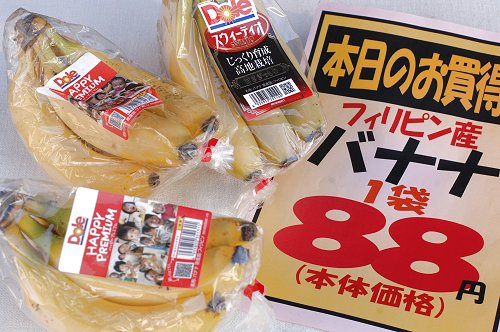 Dole
HAPPY
PREMIUM
Dole
スウィーティオ
じっくり育成
高地栽培
Dole
HAPPY
PREMIUM
本日のお買得
フィリピン産
バナナ
1袋
88円
(本体価格)